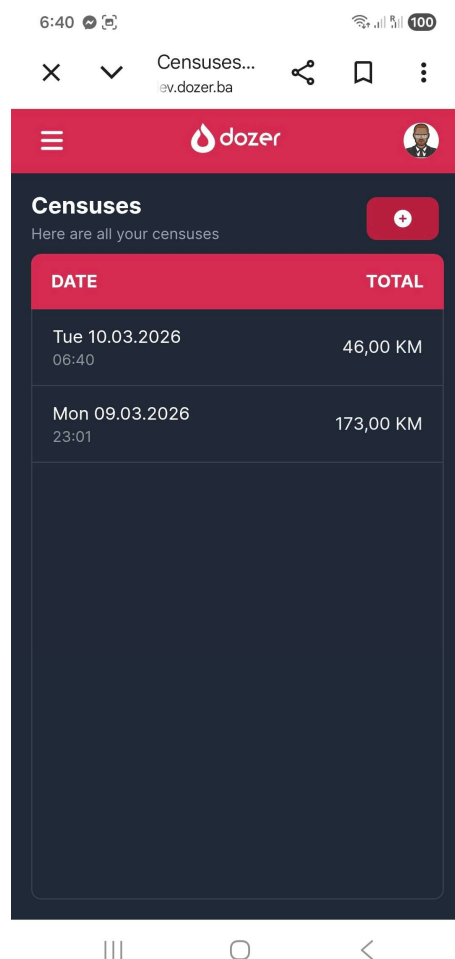 6:40
100
Censuses...
ev.dozer.ba
dozer
Censuses
Here are all your censuses
DATE TOTAL
Tue 10.03.2026
06:40
46,00 KM
Mon 09.03.2026
23:01
173,00 KM